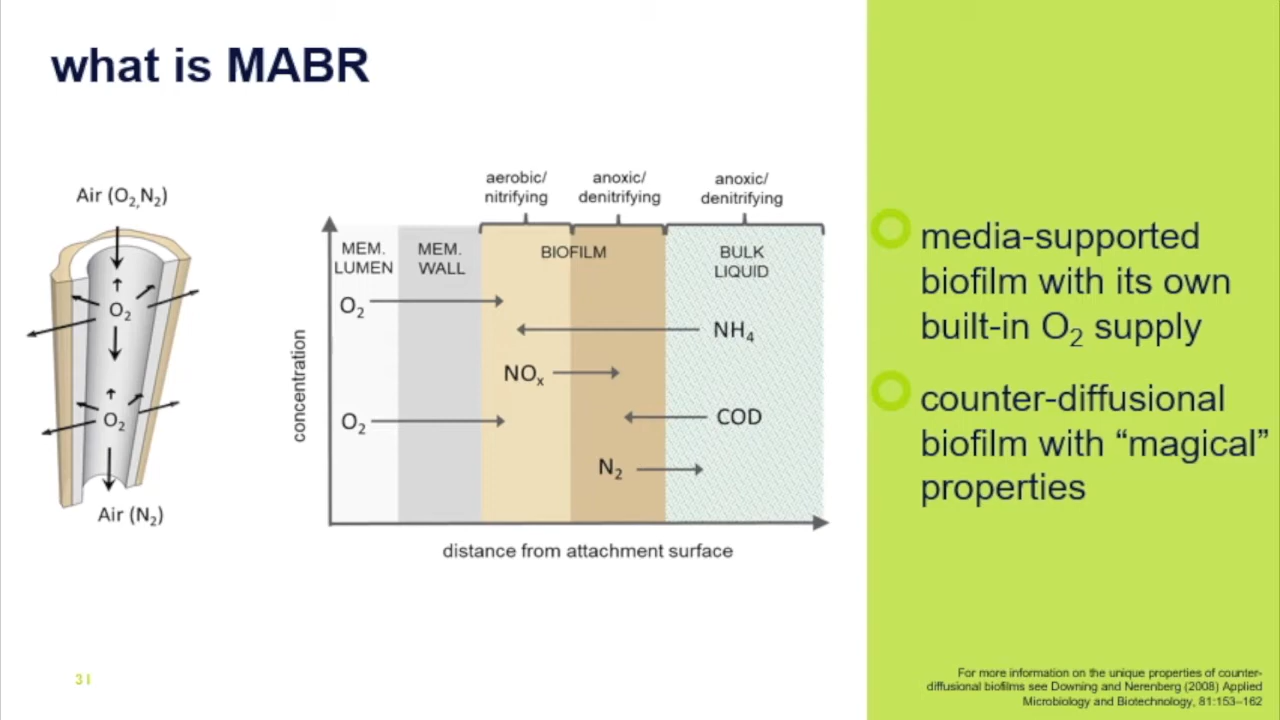 what is MABR
Air (O₂,N₂)
O₂
O₂
Air (N₂)
aerobic/
nitrifying
anoxic/
denitrifying
anoxic/
denitrifying
MEM.
LUMEN
MEM.
WALL
BIOFILM
BULK
LIQUID
O₂
NH₄
NOₓ
O₂
COD
N₂
concentration
distance from attachment surface
media-supported
biofilm with its own
built-in O₂ supply
counter-diffusional
biofilm with “magical”
properties
31
For more information on the unique properties of counter-
diffusional biofilms see Downing and Nerenberg (2008) Applied
Microbiology and Biotechnology, 81:153–162